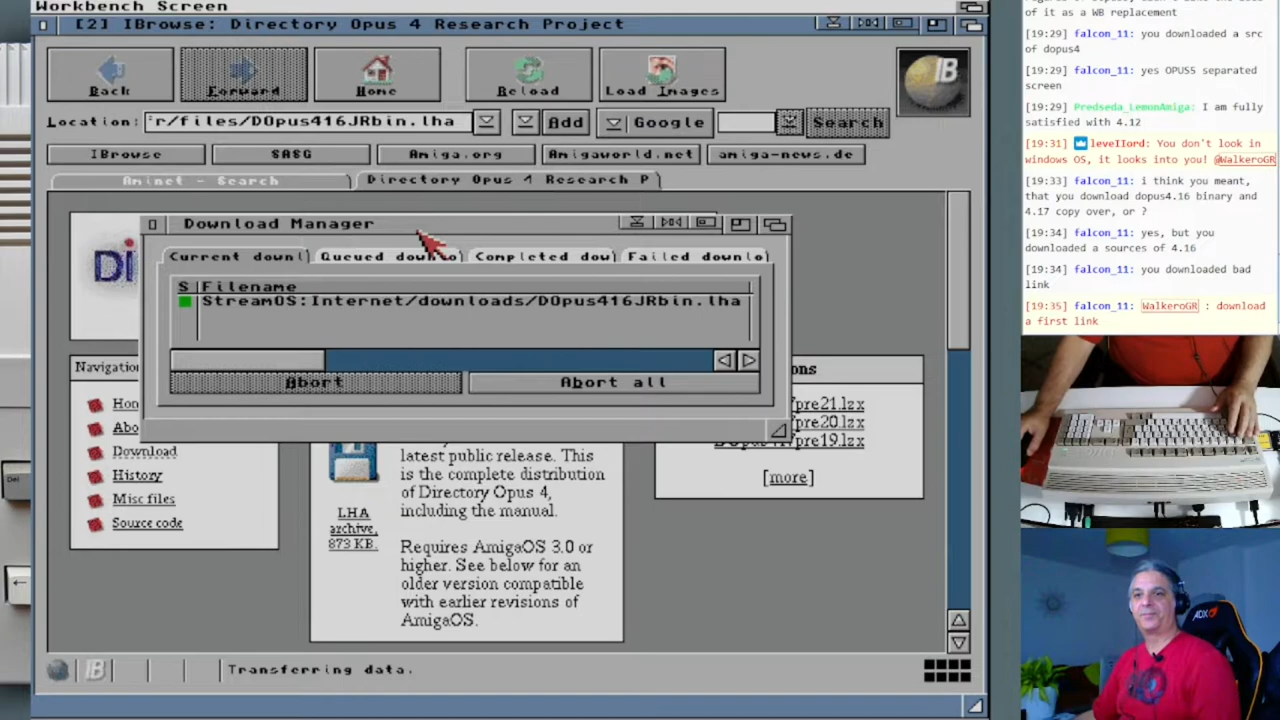 Workbench Screen
[2] IBrowse: Directory Opus 4 Research Project
Back
Forward
Home
Reload
Load Images
IB
Location:
r/files/DOpus416JRbin.lha
Add
Google
Search
IBrowse
SASG
Amiga.org
Amigaworld.net
amiga-news.de
Aminet - Search
Directory Opus 4 Research P
Di
Download Manager
Current downl
Queued downlo
Completed dow
Failed downlo
S Filename
StreamOS:Internet/downloads/DOpus416JRbin.lha
Abort
Abort all
Navigation
Hon
Abo
Download
History
Misc files
Source code
LHA
archive,
873 KB.
latest public release. This
is the complete distribution
of Directory Opus 4,
including the manual.
Requires AmigaOS 3.0 or
higher. See below for an
older version compatible
with earlier revisions of
AmigaOS.
ons
pre21.lzx
pre20.lzx
pre19.lzx
[more]
IB
Transferring data.
of it as a WB replacement
[19:29] falcon_11: you downloaded a src
of dopus4
[19:29] falcon_11: yes OPUS5 separated
screen
[19:29] Predseda_LemonAmiga: I am fully
satisfied with 4.12
[19:31] leveIIord: You don't look in
windows OS, it looks into you! @WalkeroGR
[19:33] falcon_11: i think you meant,
that you download dopus4.16 binary and
4.17 copy over, or ?
[19:34] falcon_11: yes, but you
downloaded a sources of 4.16
[19:34] falcon_11: you downloaded bad
link
[19:35] falcon_11: WalkeroGR : download
a first link
Del